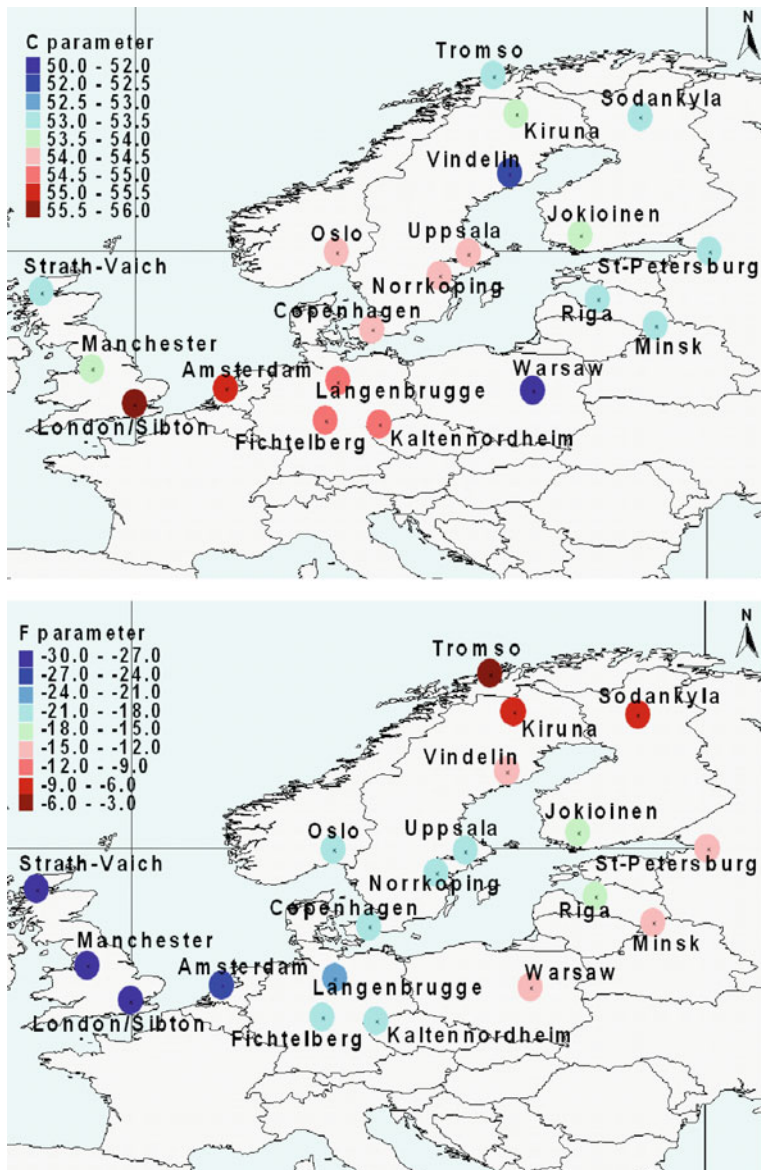 N
C parameter
50.0 - 52.0
52.0 - 52.5
52.5 - 53.0
53.0 - 53.5
53.5 - 54.0
54.0 - 54.5
54.5 - 55.0
55.0 - 55.5
55.5 - 56.0
Tromso
Sodankyla
Kiruna
Vindelin
Jokioinen
Oslo
Uppsala
Strath-Vaich
St-Petersburg
Norrkoping
Copenhagen
Riga
Minsk
Manchester
Amsterdam
Langenbrugge
Warsaw
London/Sibton
Fichtelberg
Kaltennordheim
N
F parameter
-30.0 - -27.0
-27.0 - -24.0
-24.0 - -21.0
-21.0 - -18.0
-18.0 - -15.0
-15.0 - -12.0
-12.0 - -9.0
-9.0 - -6.0
-6.0 - -3.0
Tromso
Sodankyla
Kiruna
Vindelin
Jokioinen
Oslo
Uppsala
Strath-Vaich
St-Petersburg
Norrkoping
Copenhagen
Riga
Minsk
Manchester
Amsterdam
Langenbrugge
Warsaw
London/Sibton
Fichtelberg
Kaltennordheim